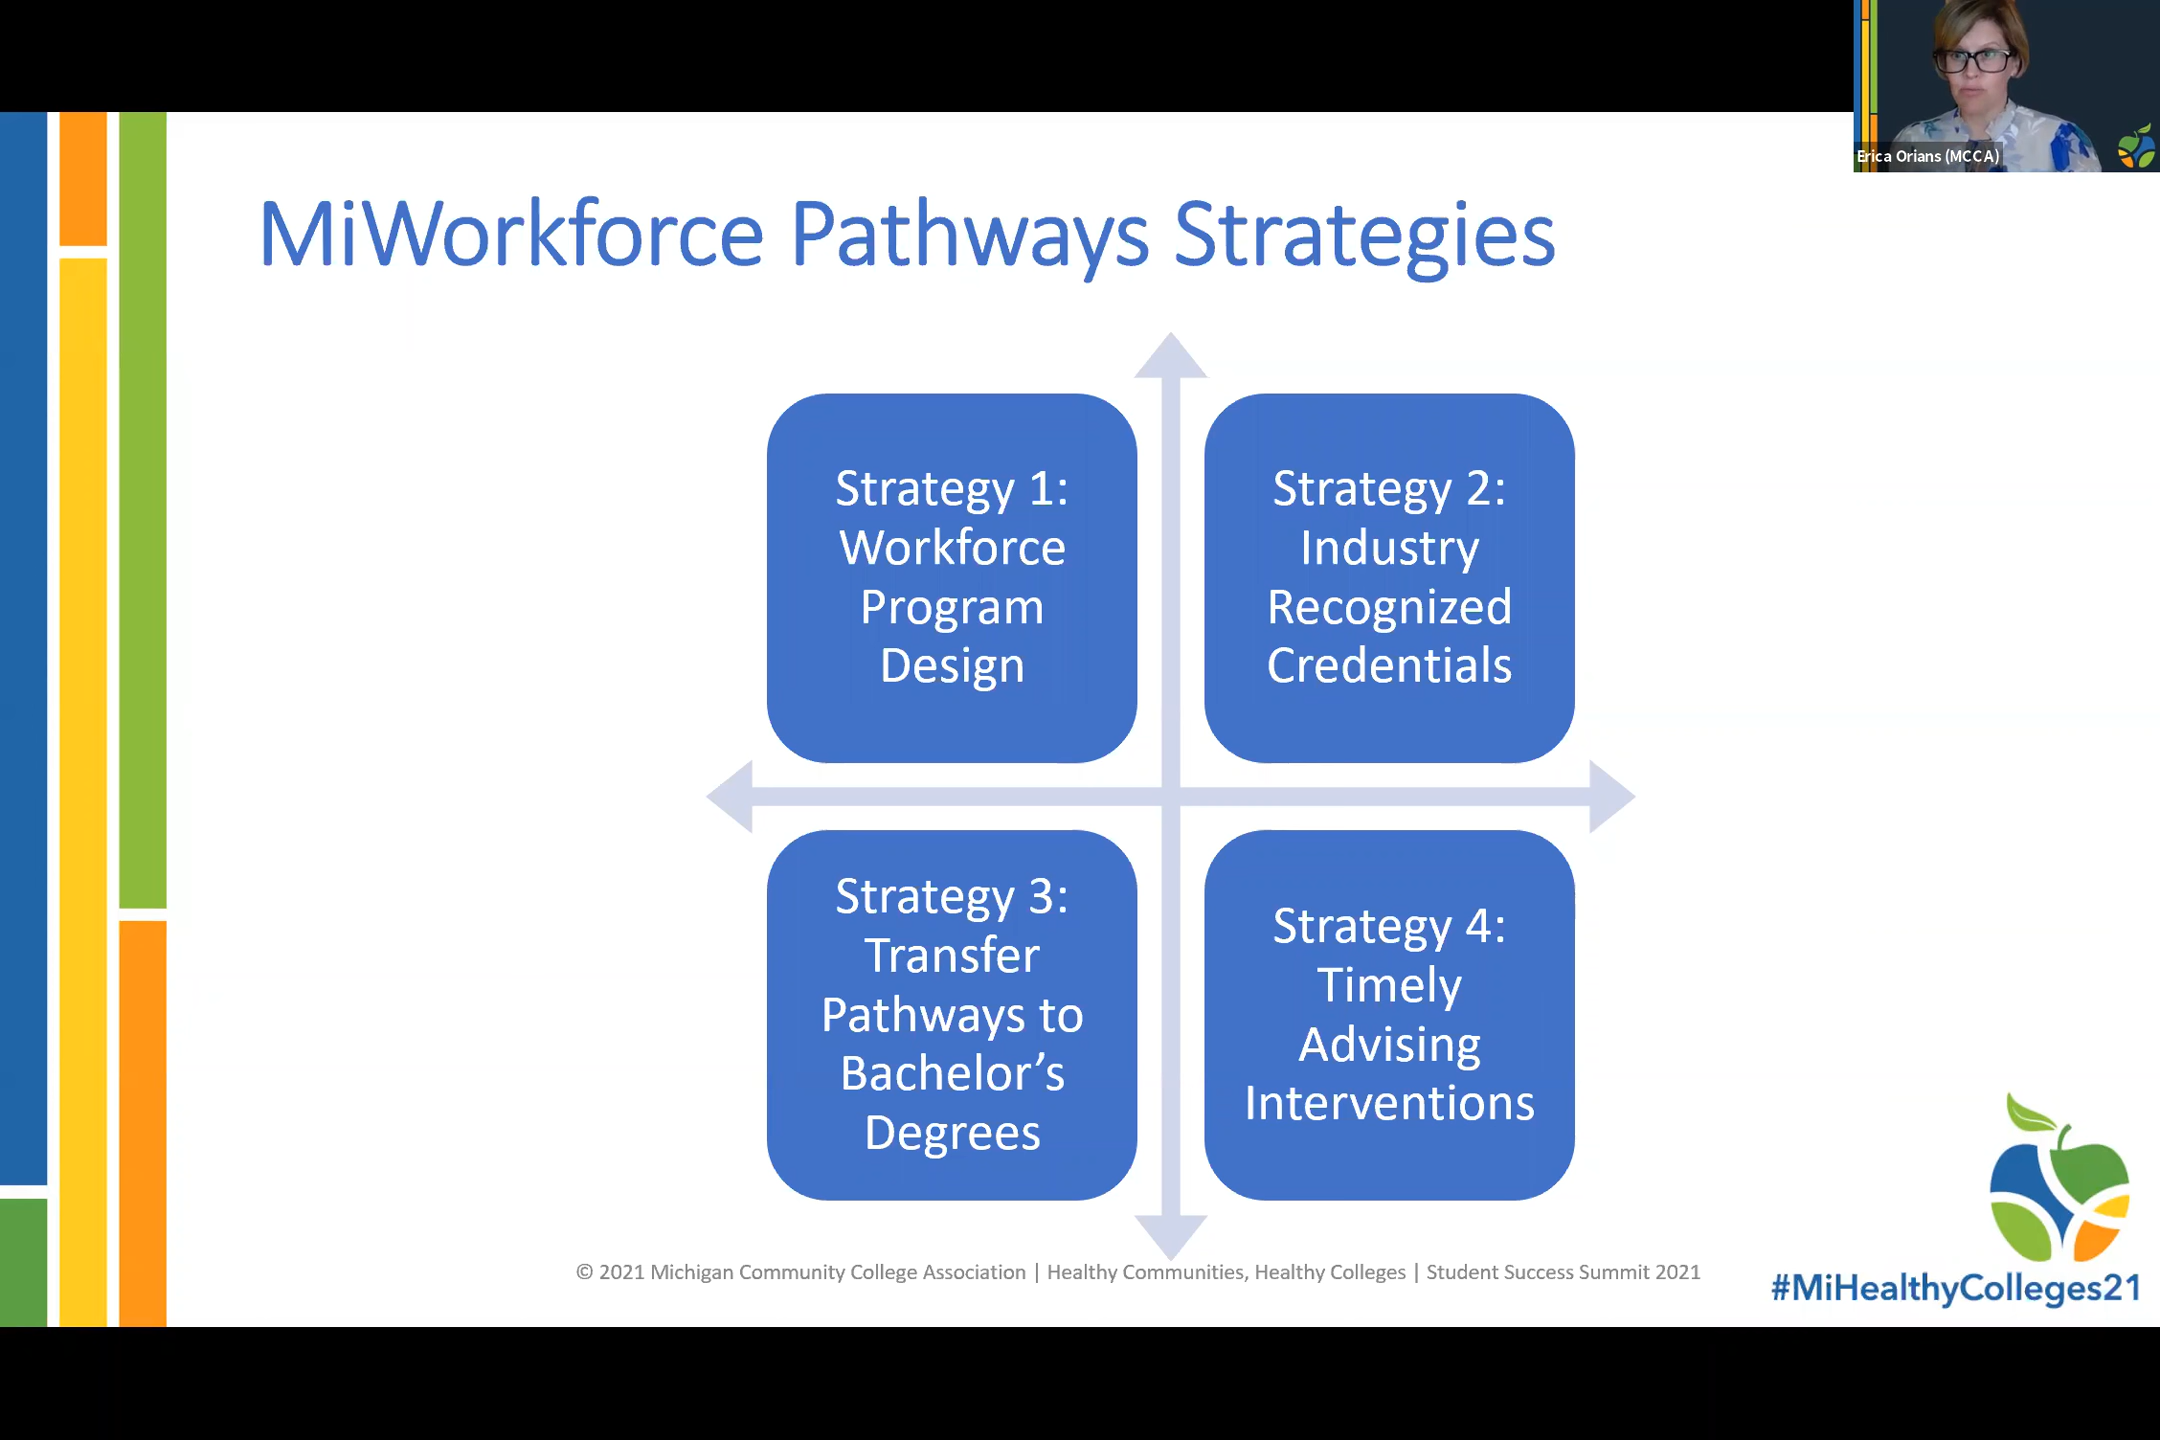 Erica Orians (MCCA)
MiWorkforce Pathways Strategies
Strategy 1:
Workforce
Program
Design
Strategy 2:
Industry
Recognized
Credentials
Strategy 3:
Transfer
Pathways to
Bachelor’s
Degrees
Strategy 4:
Timely
Advising
Interventions
© 2021 Michigan Community College Association | Healthy Communities, Healthy Colleges | Student Success Summit 2021
#MiHealthyColleges21